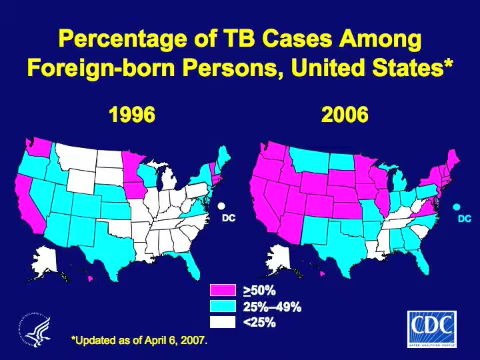 Percentage of TB Cases Among
Foreign-born Persons, United States*
1996
2006
DC
DC
≥50%
25%–49%
<25%
*Updated as of April 6, 2007.
CDC